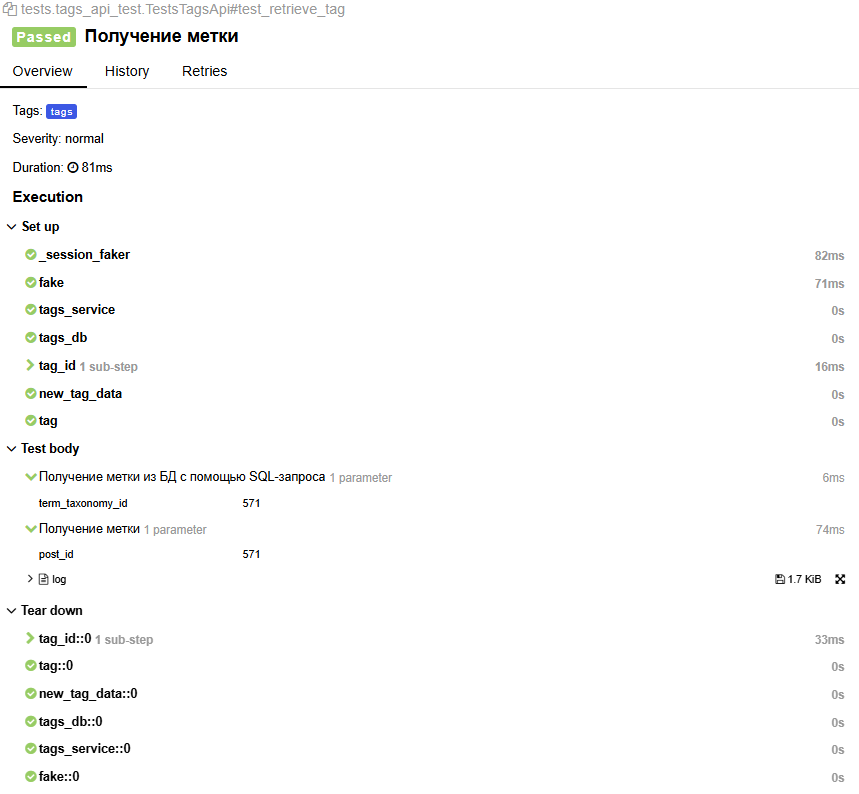 tests.tags_api_test.TestsTagsApi#test_retrieve_tag
Passed Получение метки
Overview History Retries
Tags: tags
Severity: normal
Duration: 81ms
Execution
Set up
_session_faker 82ms
fake 71ms
tags_service 0s
tags_db 0s
tag_id 1 sub-step 16ms
new_tag_data 0s
tag 0s
Test body
Получение метки из БД с помощью SQL-запроса 1 parameter 6ms
term_taxonomy_id 571
Получение метки 1 parameter 74ms
post_id 571
log 1.7 KiB
Tear down
tag_id::0 1 sub-step 33ms
tag::0 0s
new_tag_data::0 0s
tags_db::0 0s
tags_service::0 0s
fake::0 0s